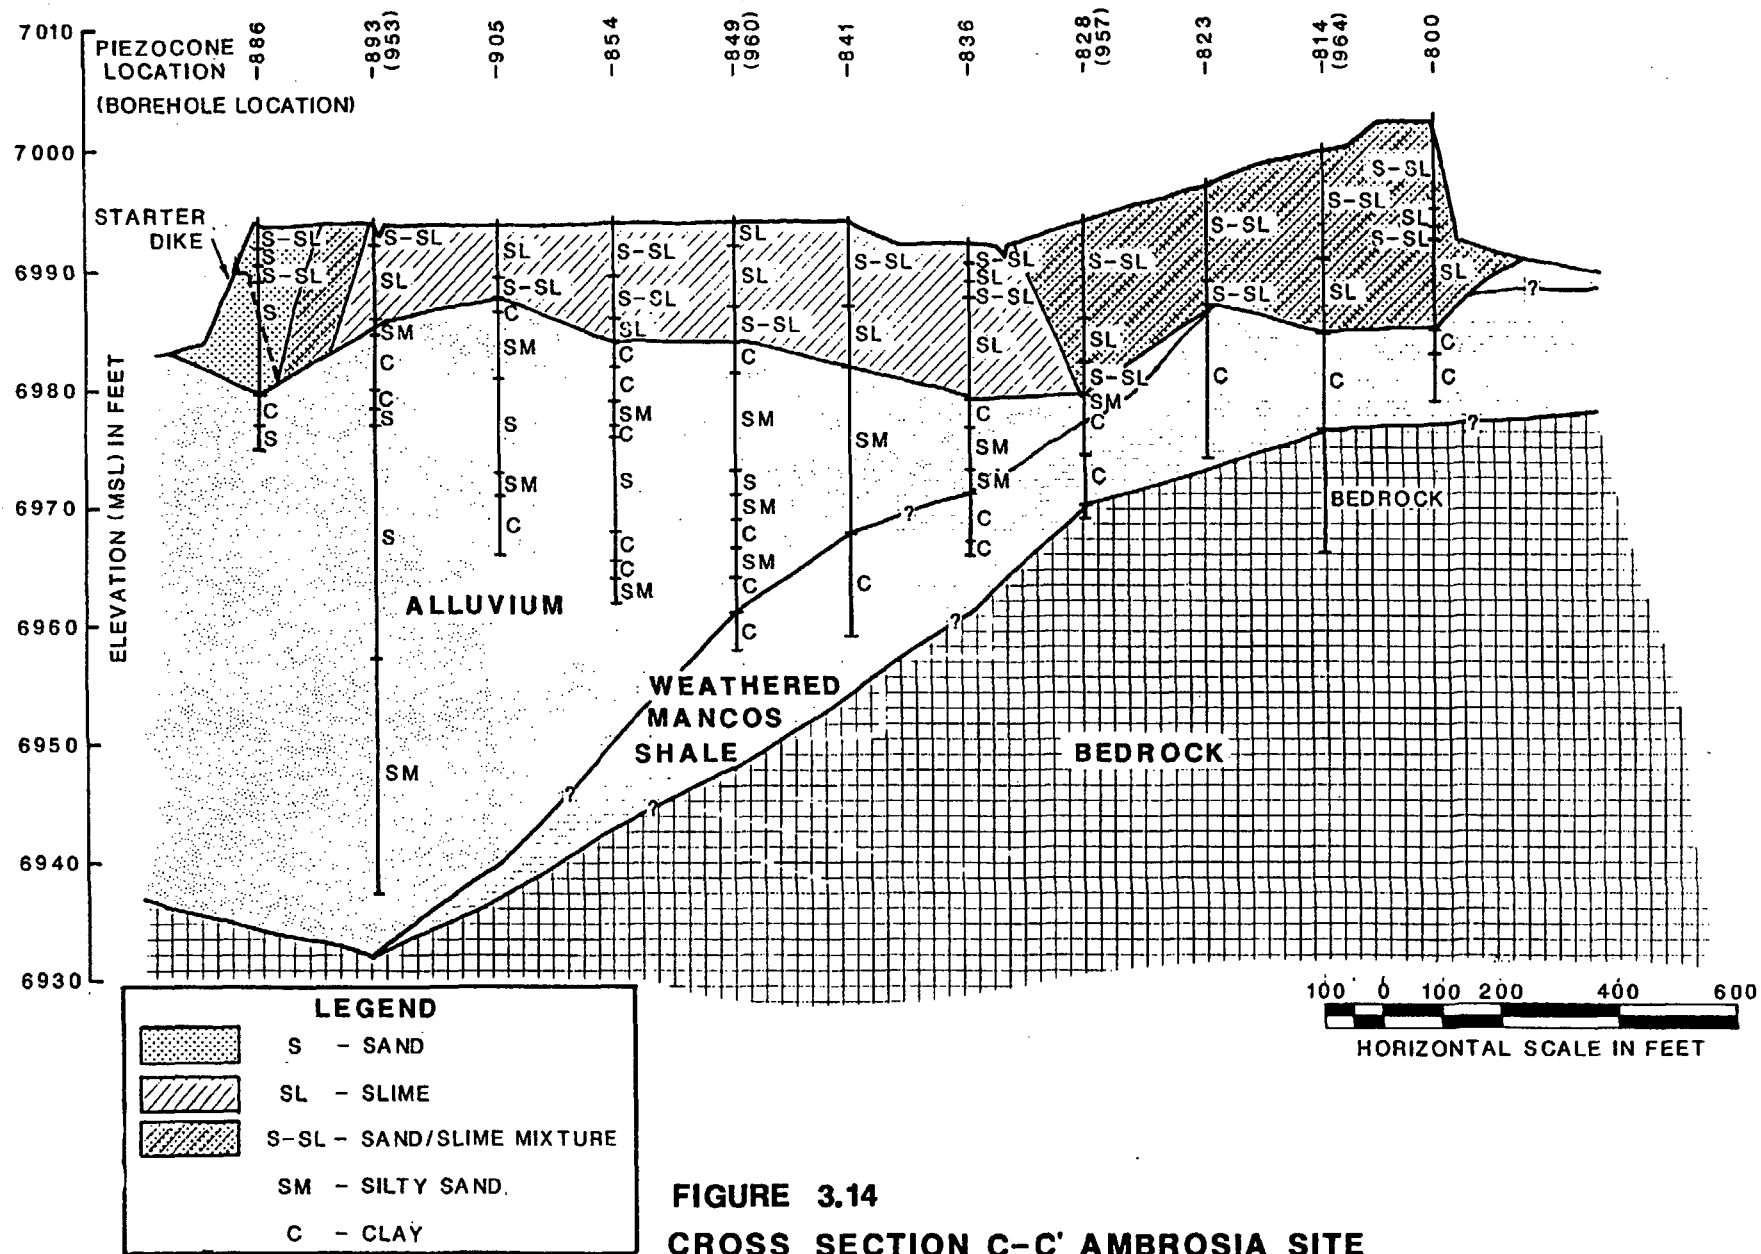 7010
PIEZOCONE
LOCATION
(BOREHOLE LOCATION)
-886
-893
(953)
-905
-854
-849
(960)
-841
-836
-828
(957)
-823
-814
(964)
-800
7000
6990
6980
6970
6960
6950
6940
6930
ELEVATION (MSL) IN FEET
STARTER
DIKE
S-SL
S
S-SL
S
C
S
S-SL
SL
SM
C
C
S
S
SM
SL
S-SL
C
SM
S
SM
C
S-SL
S-SL
SL
C
C
SM
C
S
C
C
SM
SL
SL
S-SL
C
SM
S
SM
C
SM
C
C
S-SL
SL
SM
C
S-SL
SL
S-SL
SL
C
SM
SM
C
C
S-SL
SL
S-SL
SM
C
C
S-SL
S-SL
C
S-SL
SL
C
S-SL
SL
S-SL
SL
C
C
?
?
?
?
?
?
BEDROCK
ALLUVIUM
WEATHERED
MANCOS
SHALE
BEDROCK
100 0 100 200 400 600
HORIZONTAL SCALE IN FEET
LEGEND
S - SAND
SL - SLIME
S-SL - SAND/SLIME MIXTURE
SM - SILTY SAND.
C - CLAY
FIGURE 3.14
CROSS SECTION C-C' AMBROSIA SITE